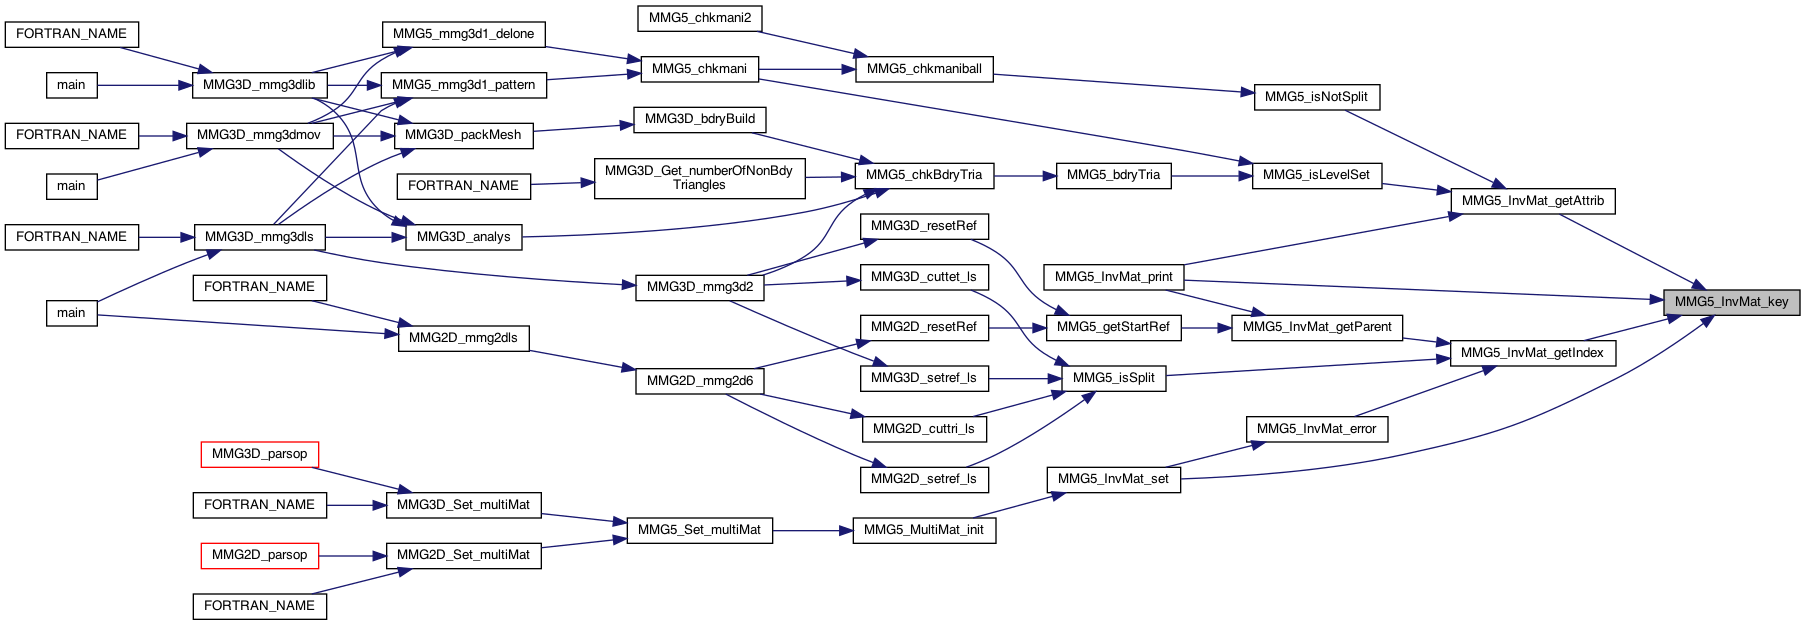 MMG5_chkmani2
FORTRAN_NAME
MMG5_mmg3d1_delone
MMG5_chkmani
MMG5_chkmaniball
main
MMG3D_mmg3dlib
MMG5_mmg3d1_pattern
MMG5_isNotSplit
MMG3D_bdryBuild
FORTRAN_NAME
MMG3D_mmg3dmov
MMG3D_packMesh
MMG3D_Get_numberOfNonBdy
Triangles
MMG5_chkBdryTria
MMG5_bdryTria
MMG5_isLevelSet
main
FORTRAN_NAME
MMG5_InvMat_getAttrib
MMG3D_resetRef
FORTRAN_NAME
MMG3D_mmg3dls
MMG3D_analys
MMG3D_cuttet_ls
MMG5_InvMat_print
FORTRAN_NAME
MMG3D_mmg3d2
MMG5_InvMat_key
main
MMG2D_resetRef
MMG5_getStartRef
MMG5_InvMat_getParent
MMG2D_mmg2dls
MMG5_InvMat_getIndex
MMG2D_mmg2d6
MMG3D_setref_ls
MMG5_isSplit
MMG2D_cuttri_ls
MMG5_InvMat_error
MMG3D_parsop
MMG2D_setref_ls
MMG5_InvMat_set
FORTRAN_NAME
MMG3D_Set_multiMat
MMG5_Set_multiMat
MMG5_MultiMat_init
MMG2D_parsop
MMG2D_Set_multiMat
FORTRAN_NAME